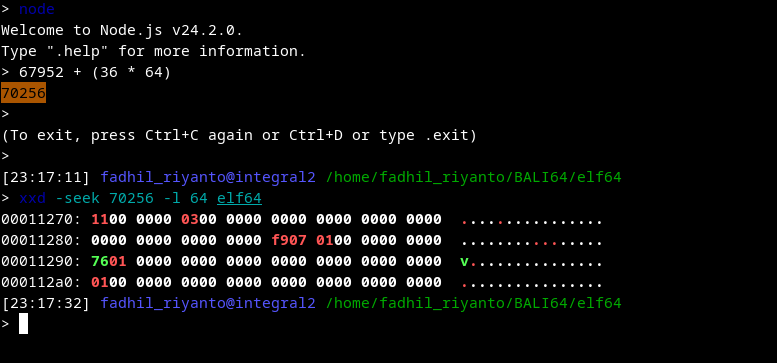 > node
Welcome to Node.js v24.2.0.
Type ".help" for more information.
> 67952 + (36 * 64)
70256
>
(To exit, press Ctrl+C again or Ctrl+D or type .exit)
>
[23:17:11] fadhil_riyanto@integral2 /home/fadhil_riyanto/BALI64/elf64
> xxd -seek 70256 -l 64 elf64
00011270: 1100 0000 0300 0000 0000 0000 0000 0000  ................
00011280: 0000 0000 0000 0000 f907 0100 0000 0000  ................
00011290: 7601 0000 0000 0000 0000 0000 0000 0000  v...............
000112a0: 0100 0000 0000 0000 0000 0000 0000 0000  ................
[23:17:32] fadhil_riyanto@integral2 /home/fadhil_riyanto/BALI64/elf64
>